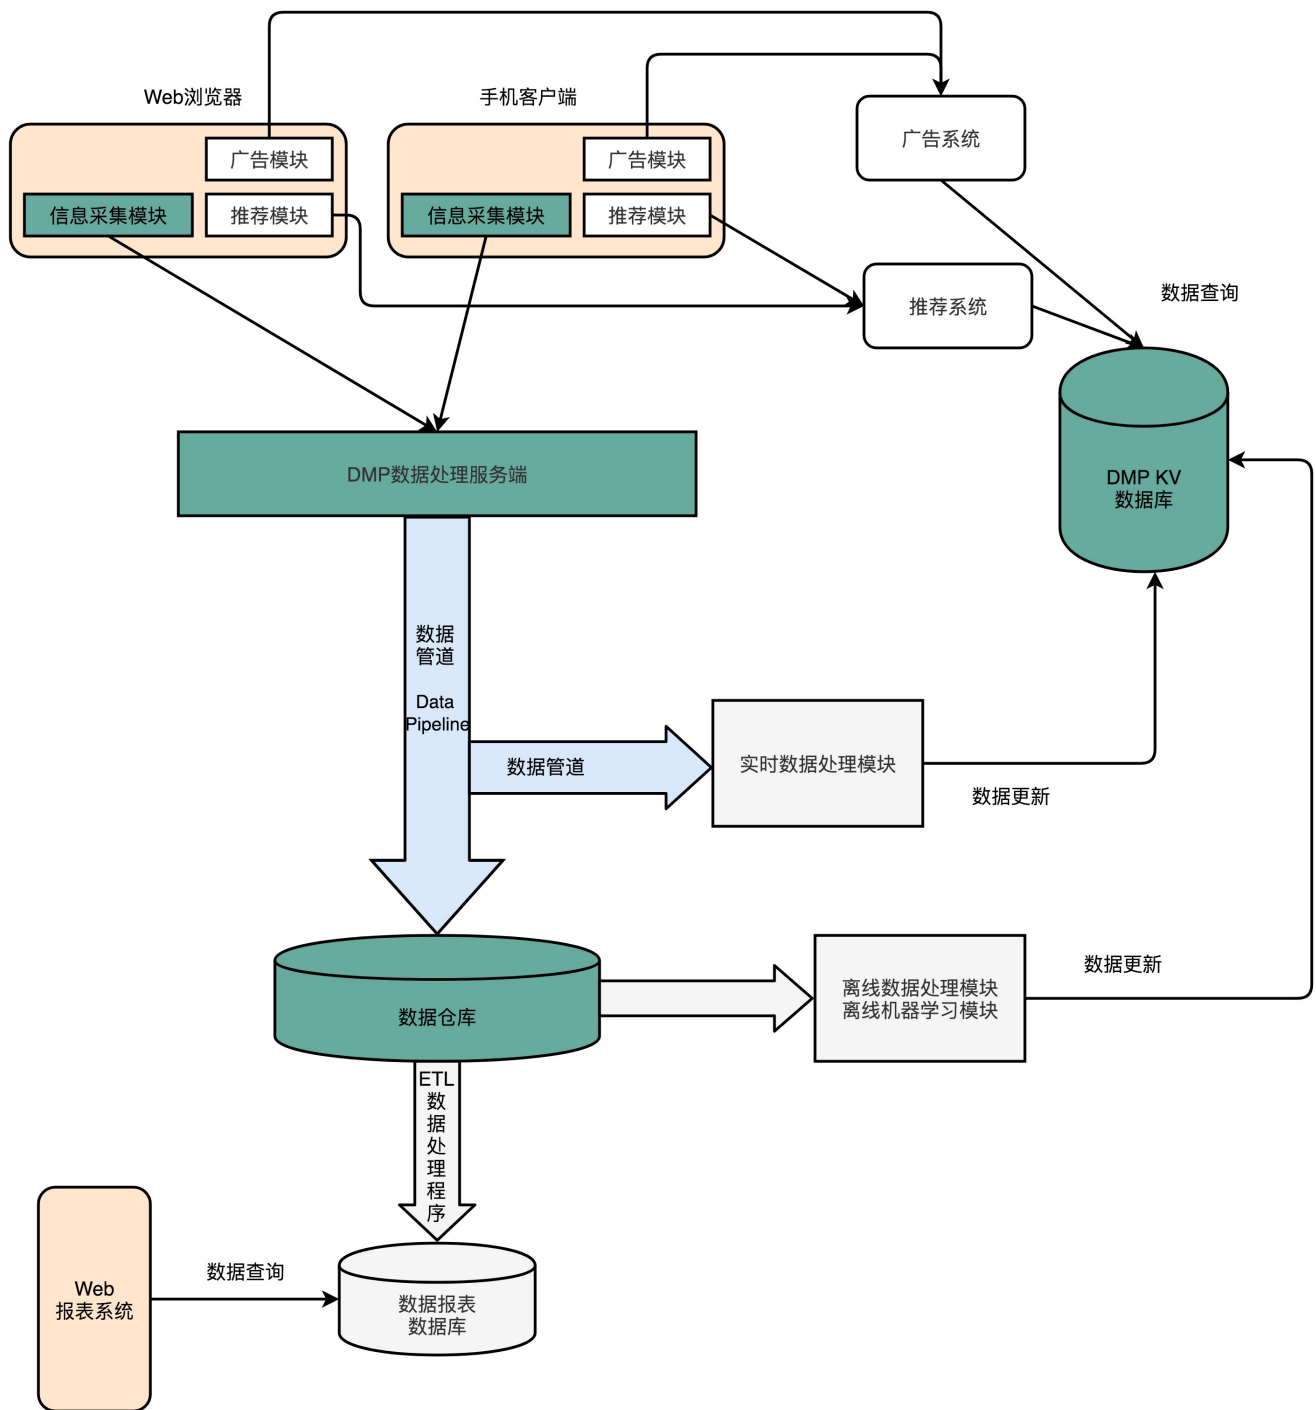 Web浏览器
手机客户端
广告模块
信息采集模块
推荐模块
广告模块
信息采集模块
推荐模块
广告系统
推荐系统
数据查询
DMP数据处理服务端
DMP KV
数据库
数据
管道
Data
Pipeline
数据管道
实时数据处理模块
数据更新
数据仓库
离线数据处理模块
离线机器学习模块
数据更新
ETL
数
据
处
理
程
序
Web
报表系统
数据查询
数据报表
数据库